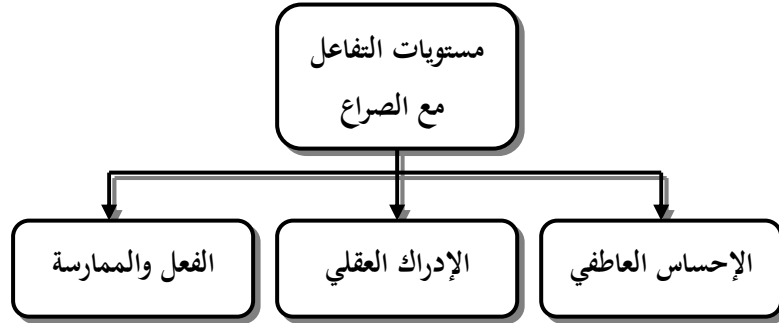 مستويات التفاعل
مع الصراع
الإحساس العاطفي
الإدراك العقلي
الفعل والممارسة